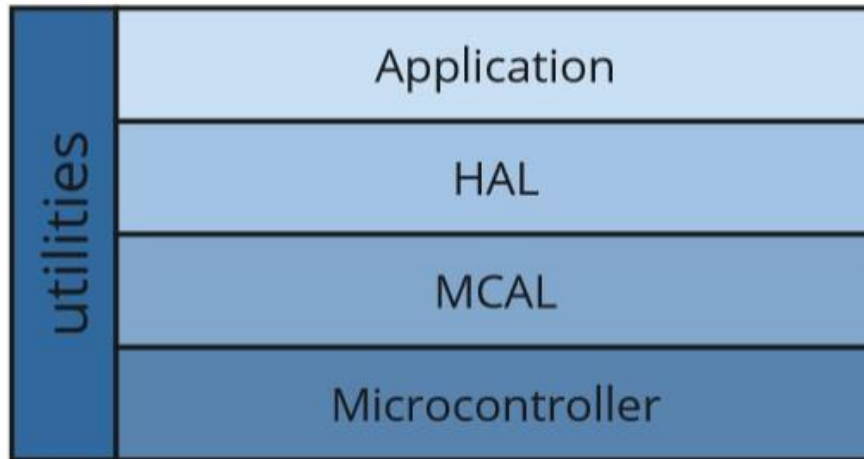 utilities
Application
HAL
MCAL
Microcontroller